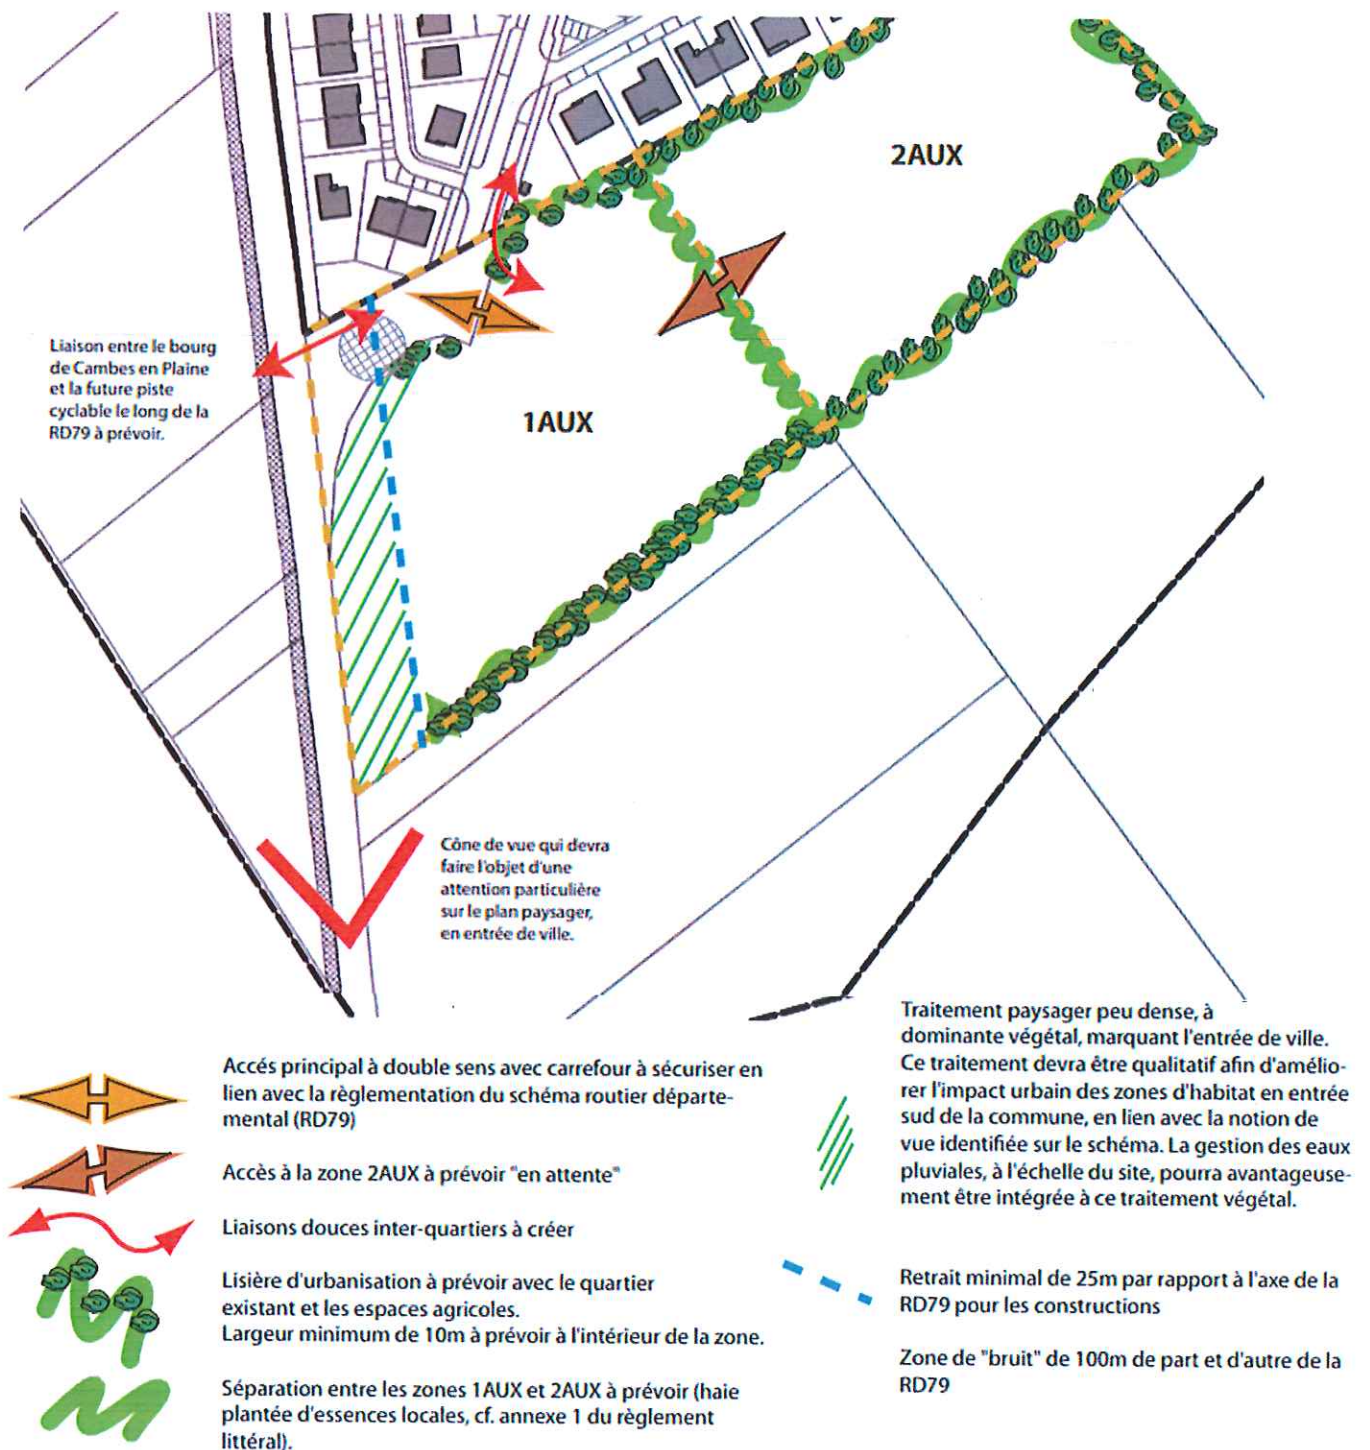 2AUX
Liaison entre le bourg
de Cambes en Plaine
et la future piste
cyclable le long de la
RD79 à prévoir.
1AUX
Cône de vue qui devra
faire l'objet d'une
attention particulière
sur le plan paysager,
en entrée de ville.
Accés principal à double sens avec carrefour à sécuriser en
lien avec la règlementation du schéma routier départe-
mental (RD79)
Accès à la zone 2AUX à prévoir "en attente"
Liaisons douces inter-quartiers à créer
Lisière d'urbanisation à prévoir avec le quartier
existant et les espaces agricoles.
Largeur minimum de 10m à prévoir à l'intérieur de la zone.
Séparation entre les zones 1AUX et 2AUX à prévoir (haie
plantée d'essences locales, cf. annexe 1 du règlement
littéral).
Traitement paysager peu dense, à
dominante végétal, marquant l'entrée de ville.
Ce traitement devra être qualitatif afin d'amélio-
rer l'impact urbain des zones d'habitat en entrée
sud de la commune, en lien avec la notion de
vue identifiée sur le schéma. La gestion des eaux
pluviales, à l'échelle du site, pourra avantageuse-
ment être intégrée à ce traitement végétal.
Retrait minimal de 25m par rapport à l'axe de la
RD79 pour les constructions
Zone de "bruit" de 100m de part et d'autre de la
RD79